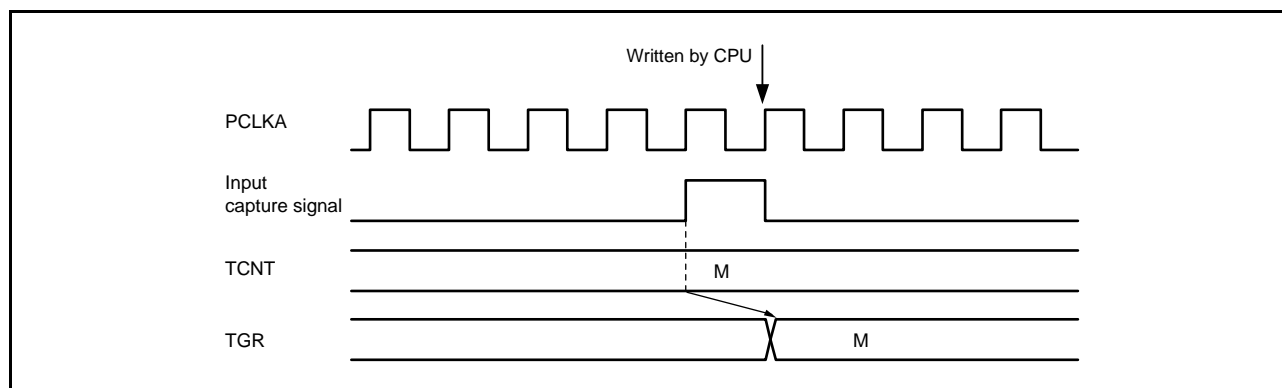 Written by CPU
PCLKA
Input
capture signal
TCNT
M
TGR
M